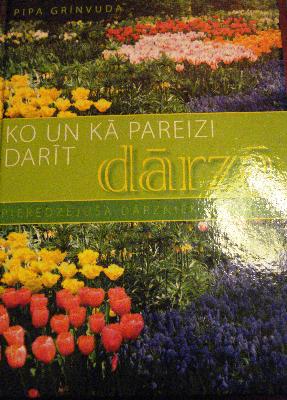 PIPA GRĪNVUDA
KO UN KĀ PAREIZI
DARĪT
dārzā